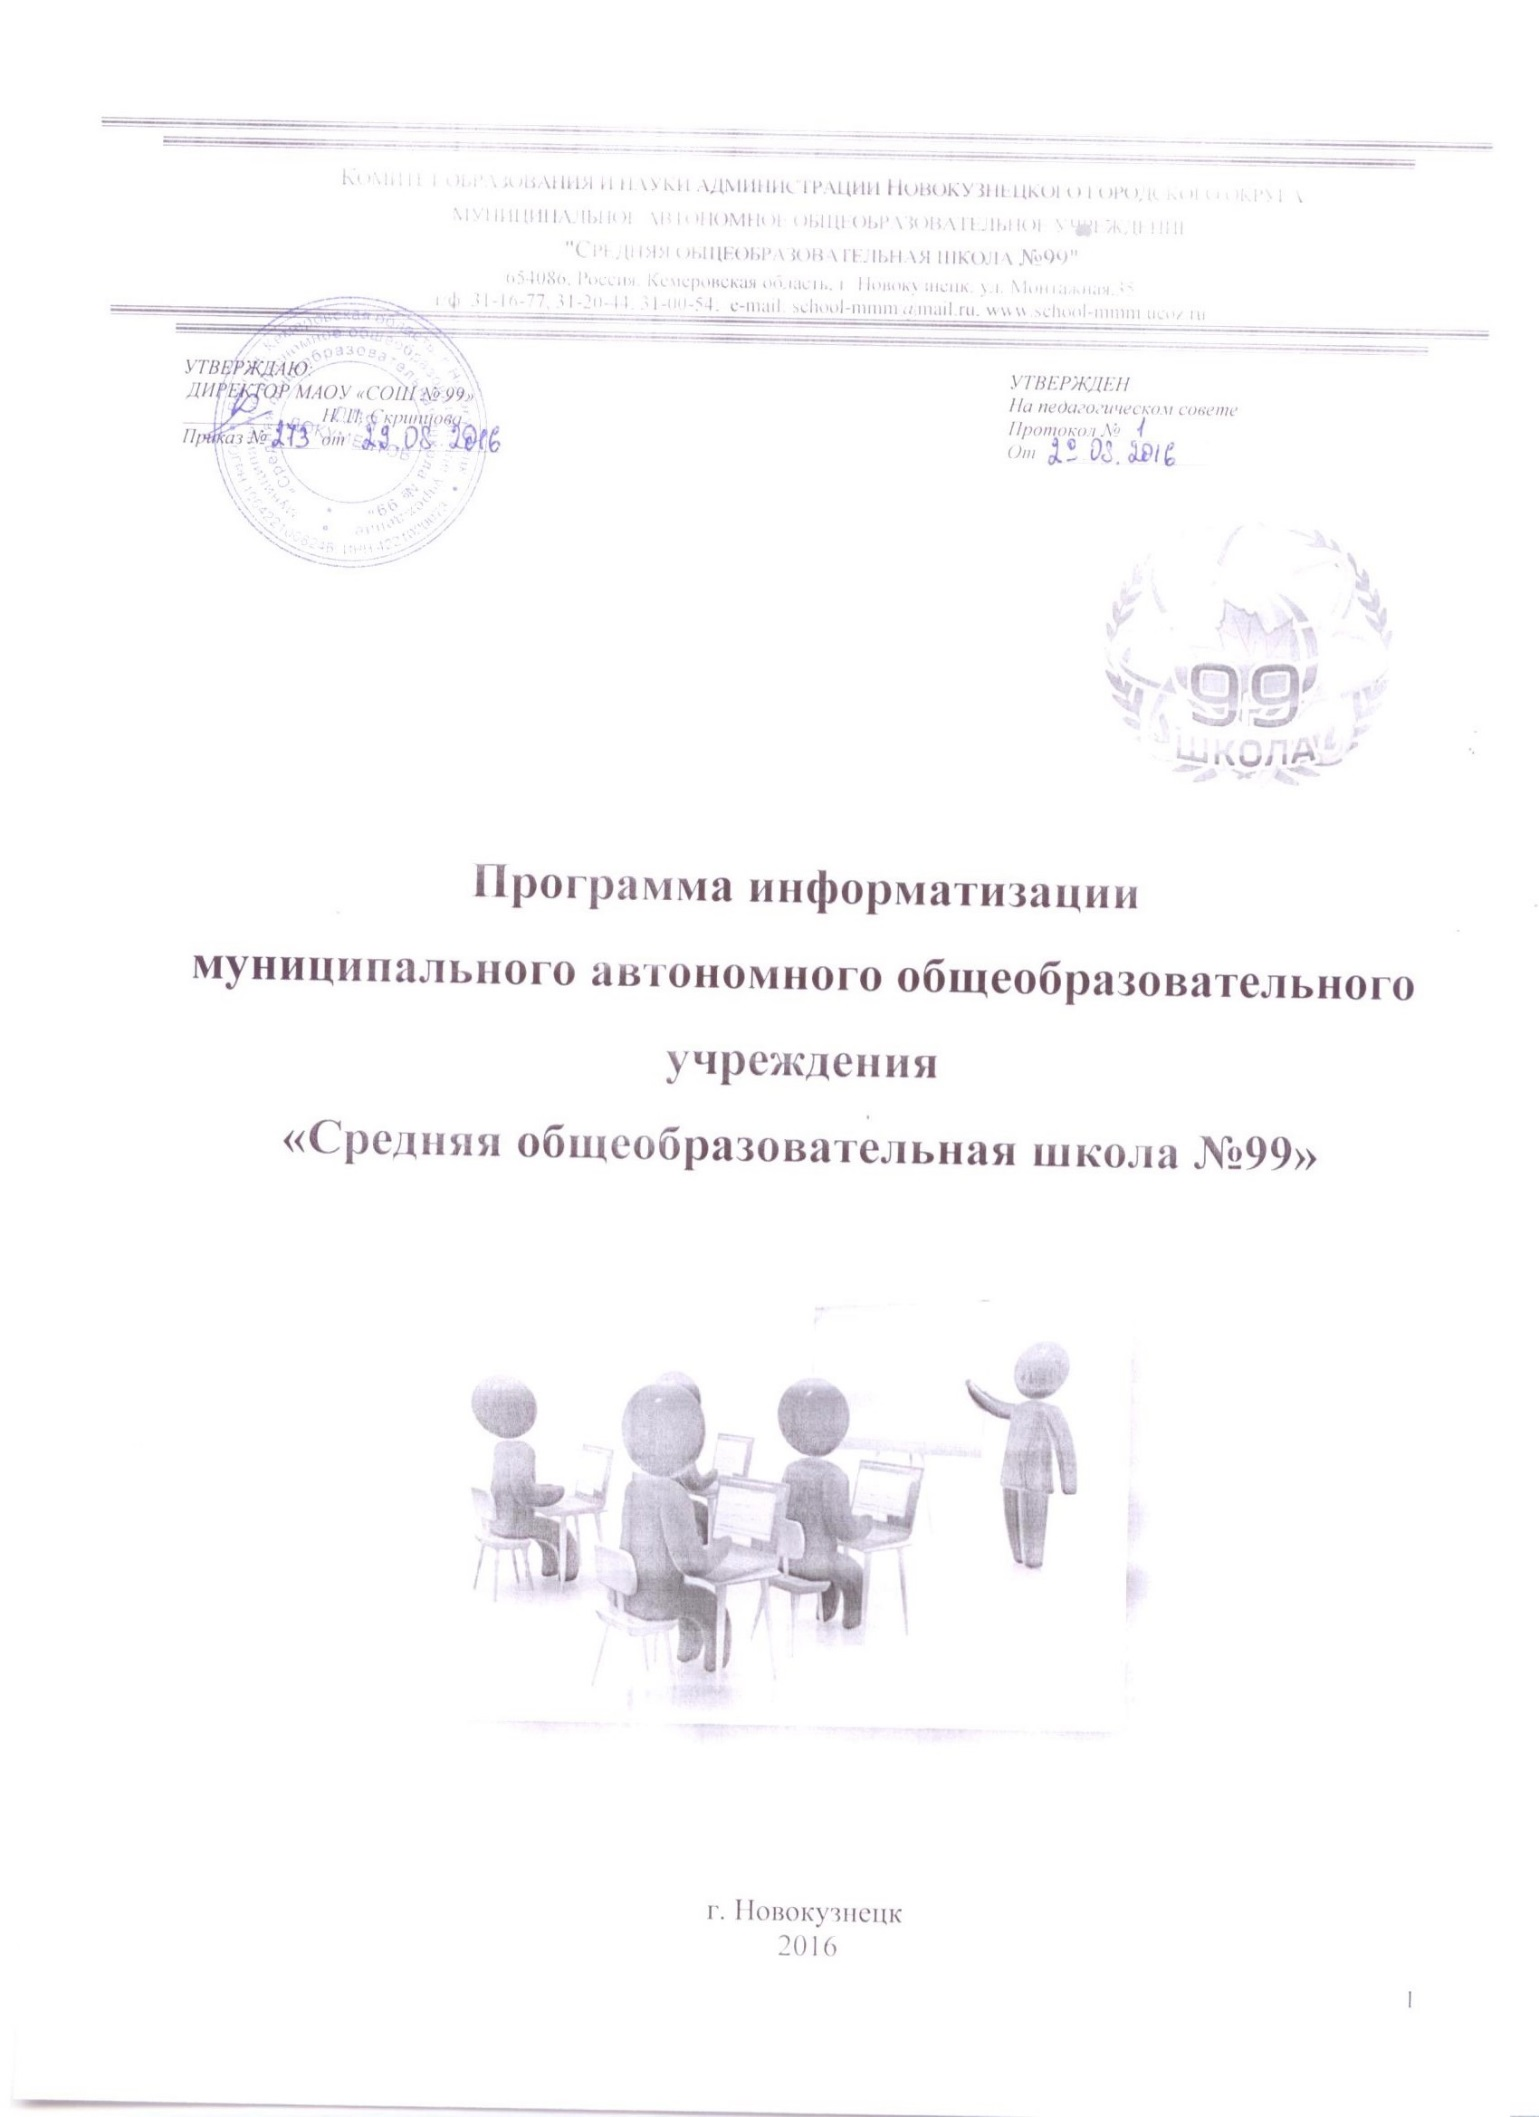 КОМИТЕТ ОБРАЗОВАНИЯ И НАУКИ АДМИНИСТРАЦИИ НОВОКУЗНЕЦКОГО ГОРОДСКОГО ОКРУГА
МУНИЦИПАЛЬНОЕ АВТОНОМНОЕ ОБЩЕОБРАЗОВАТЕЛЬНОЕ УЧРЕЖДЕНИЕ
"СРЕДНЯЯ ОБЩЕОБРАЗОВАТЕЛЬНАЯ ШКОЛА №99"
654086, Россия, Кемеровская область, г. Новокузнецк, ул. Монтажная,35
т/ф. 31-16-77, 31-20-44, 31-00-54; e-mail: school-mmm@mail.ru, www.school-mmm.ucoz.ru
УТВЕРЖДАЮ:
ДИРЕКТОР МАОУ «СОШ № 99»
Скрипцова
Приказ № 273 от 29.08.2016
УТВЕРЖДЕН
На педагогическом совете
Протокол № 1
От 29.08.2016
99
ШКОЛА
Программа информатизации
муниципального автономного общеобразовательного
учреждения
«Средняя общеобразовательная школа №99»
г. Новокузнецк
2016
1